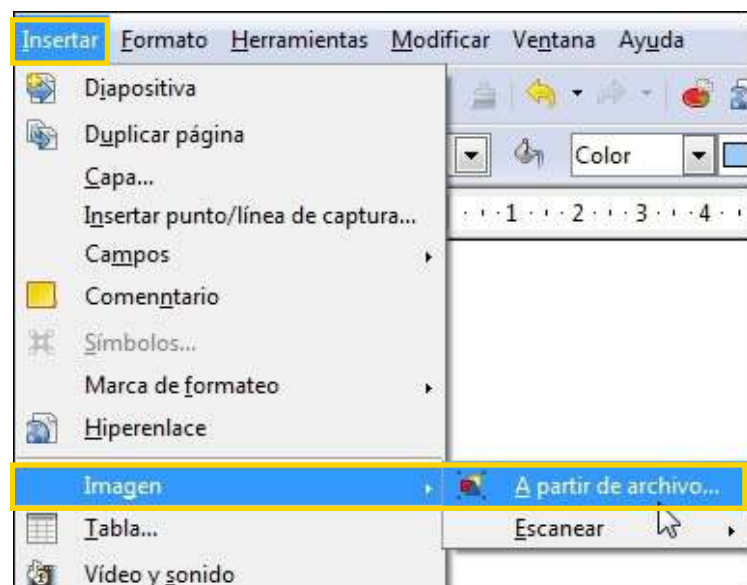 Insertar Formato Herramientas Modificar Ventana Ayuda
Diapositiva
Duplicar página
Color
Capa...
Insertar punto/línea de captura...
1 2 3 4
Campos
Comenntario
Símbolos...
Marca de formateo
Hiperenlace
Imagen
A partir de archivo...
Tabla...
Escanear
Vídeo y sonido